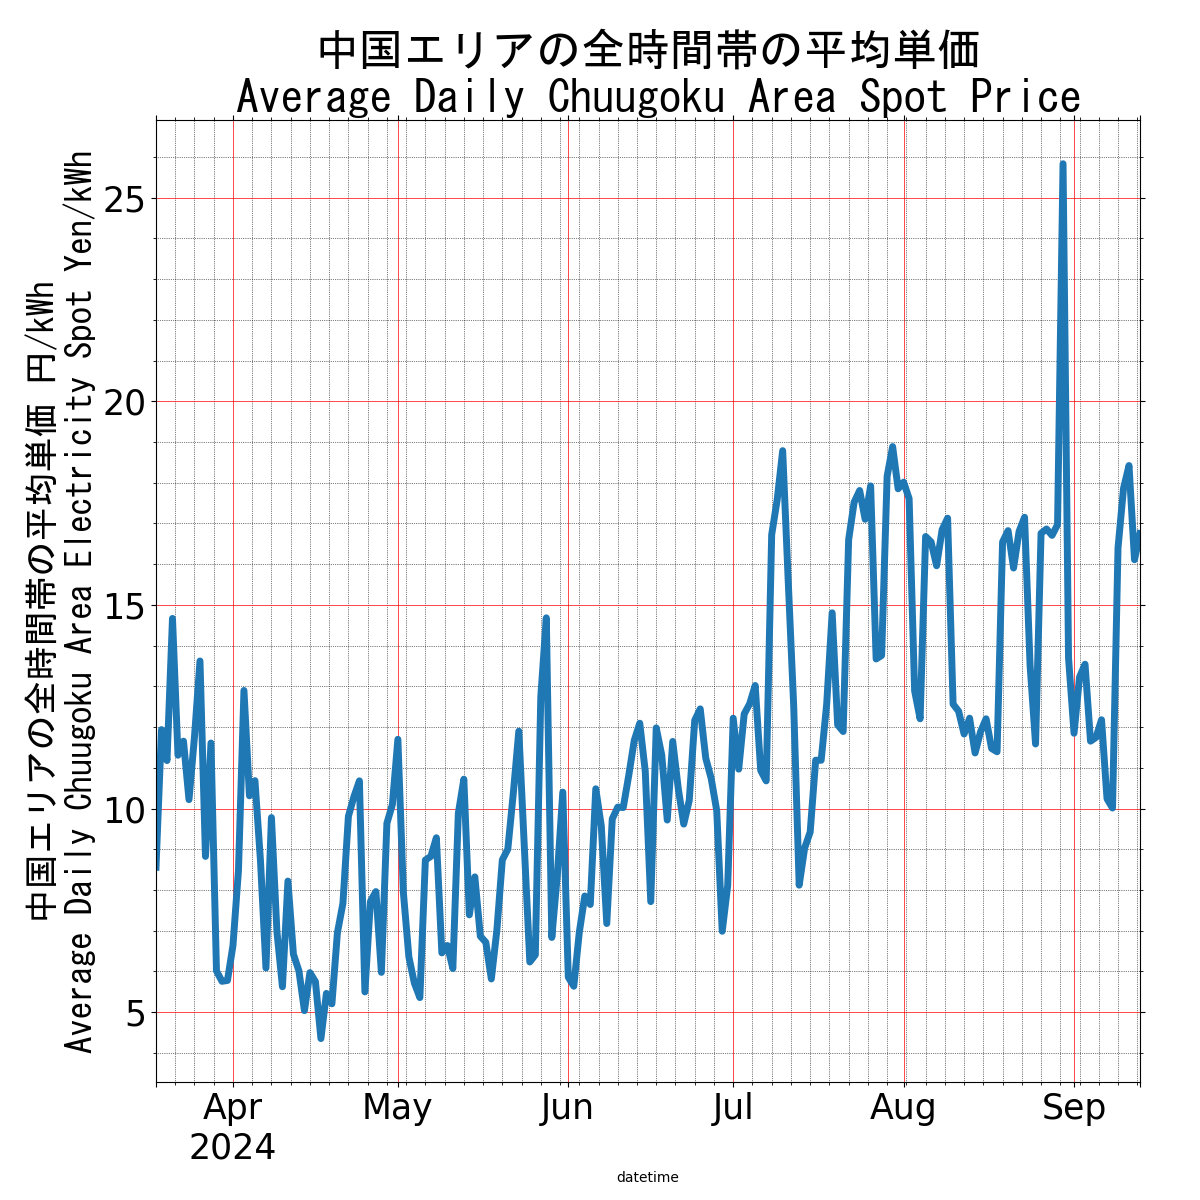 中国エリアの全時間帯の平均単価
Average Daily Chuugoku Area Spot Price
中国エリアの全時間帯の平均単価 円/kWh
Average Daily Chuugoku Area Electricity Spot Yen/kWh
25
20
15
10
5
Apr
May
Jun
Jul
Aug
Sep
2024
datetime